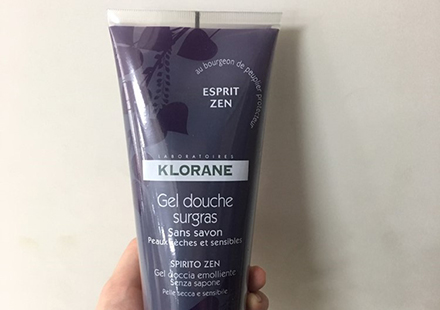 au bourgeon de peuplier protecteur
ESPRIT
ZEN
LABORATOIRES
KLORANE
Gel douche
surgras
Sans savon
Peaux sèches et sensibles
SPIRITO ZEN
Gel doccia emolliente
Senza sapone
Pelle secca e sensibile